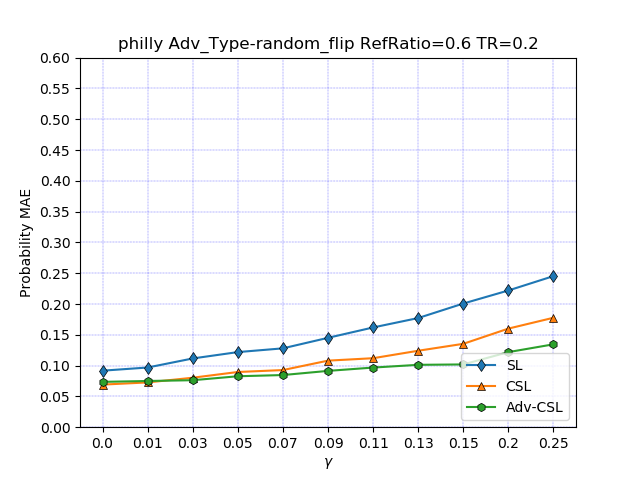 philly Adv_Type-random_flip RefRatio=0.6 TR=0.2
Probability MAE
0.60
0.55
0.50
0.45
0.40
0.35
0.30
0.25
0.20
0.15
0.10
0.05
0.00
SL
CSL
Adv-CSL
0.0 0.01 0.03 0.05 0.07 0.09 0.11 0.13 0.15 0.2 0.25
γ